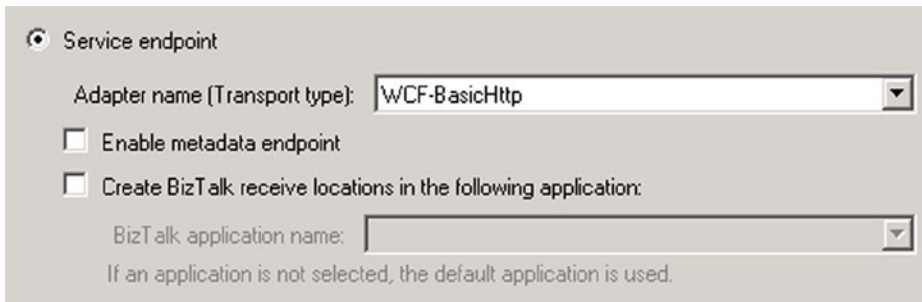 Service endpoint
Adapter name (Transport type): WCF-BasicHttp
Enable metadata endpoint
Create BizTalk receive locations in the following application:
BizTalk application name:
If an application is not selected, the default application is used.